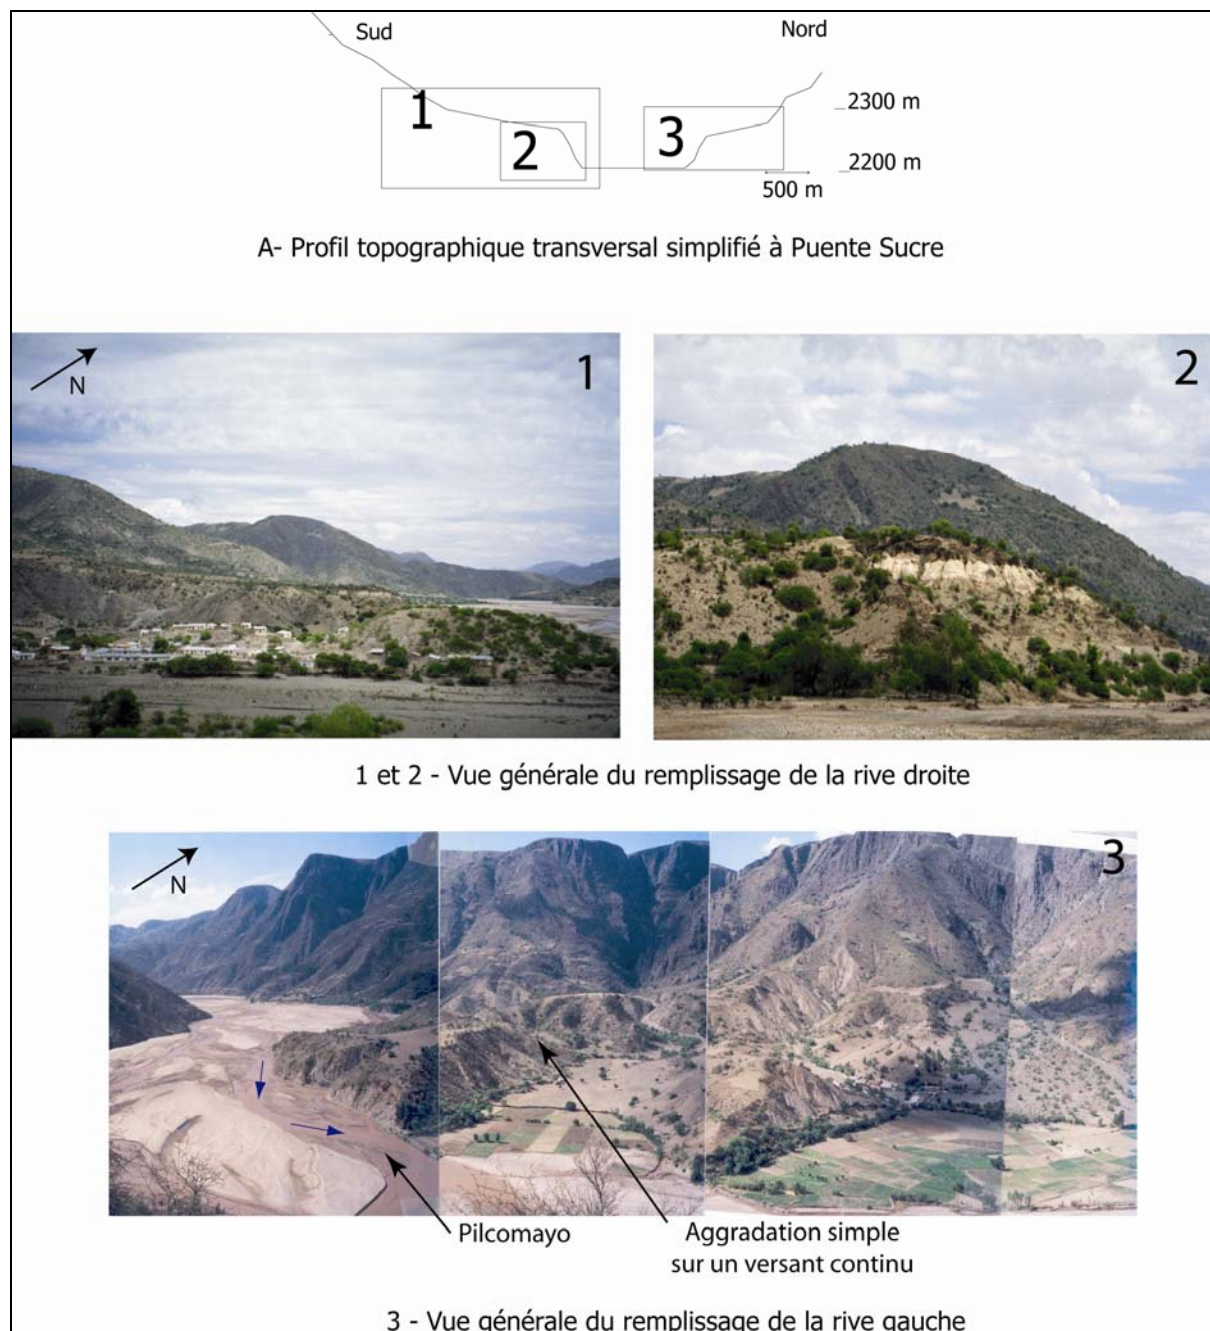 Sud
Nord
1
2
3
2300 m
2200 m
500 m
A- Profil topographique transversal simplifié à Puente Sucre
N
1
2
1 et 2 - Vue générale du remplissage de la rive droite
N
3
Pilcomayo
Aggradation simple
sur un versant continu
3 - Vue générale du remplissage de la rive gauche